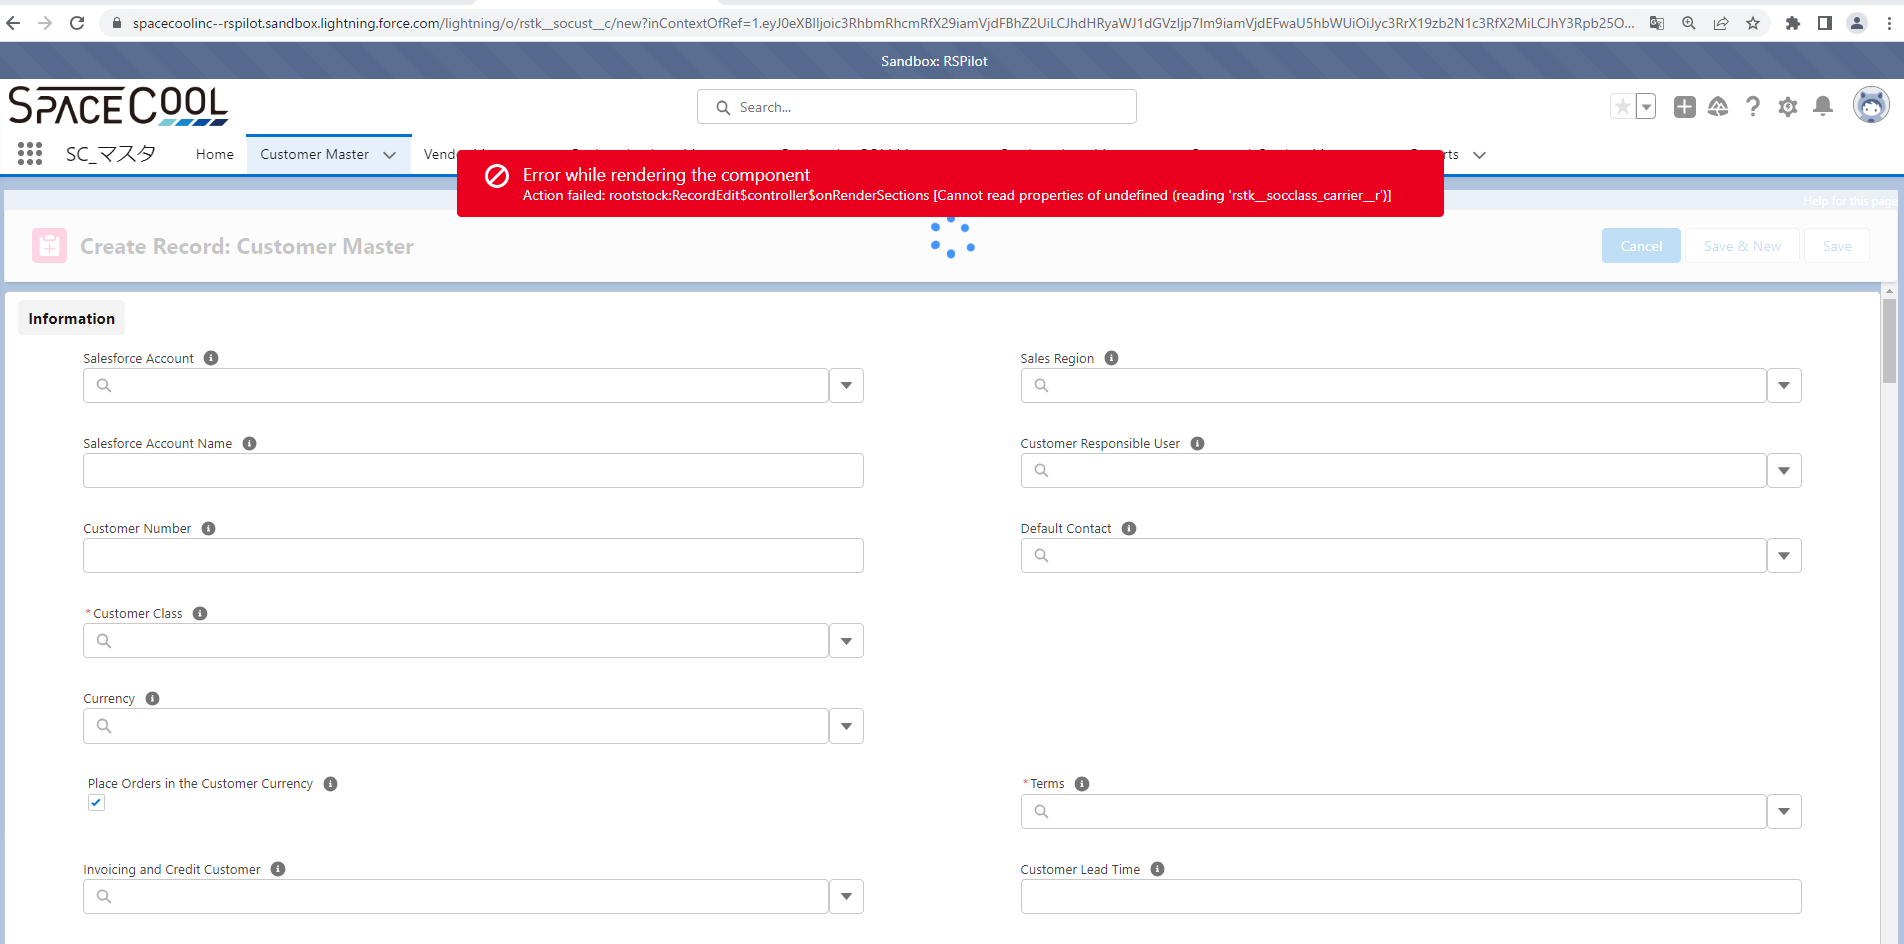 spacecoolinc--rspilot.sandbox.lightning.force.com/lightning/o/rstk__socust__c/new?inContextOfRef=1.eyJ0eXBlIjoic3RhbmRhcmRfX29iamVjdFBhZ2UiLCJhdHRyaWJ1dGVzIjp7Im9iamVjdEFwaU5hbWUiOiJyc3RrX19zb2N1c3RfX2MiLCJhY3Rpb25O...
Sandbox: RSPilot
SPACECOOL
Search...
SC_マスタ
Home
Customer Master
Error while rendering the component
Action failed: rootstock:RecordEdit$controller$onRenderSections [Cannot read properties of undefined (reading 'rstk__socclass_carrier__r')]
Help for this page
Create Record: Customer Master
Cancel
Save & New
Save
Information
Salesforce Account
Sales Region
Salesforce Account Name
Customer Responsible User
Customer Number
Default Contact
* Customer Class
Currency
Place Orders in the Customer Currency
* Terms
Invoicing and Credit Customer
Customer Lead Time